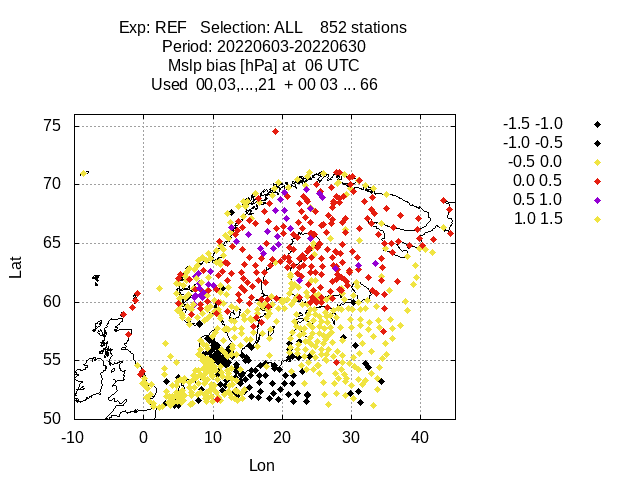 Exp: REF   Selection: ALL    852 stations
Period: 20220603-20220630
Mslp bias [hPa] at  06 UTC
Used  00,03,...,21  + 00 03 ... 66
-1.5 -1.0
-1.0 -0.5
-0.5 0.0
0.0 0.5
0.5 1.0
1.0 1.5
75
70
65
60
55
50
Lat
-10 0 10 20 30 40
Lon